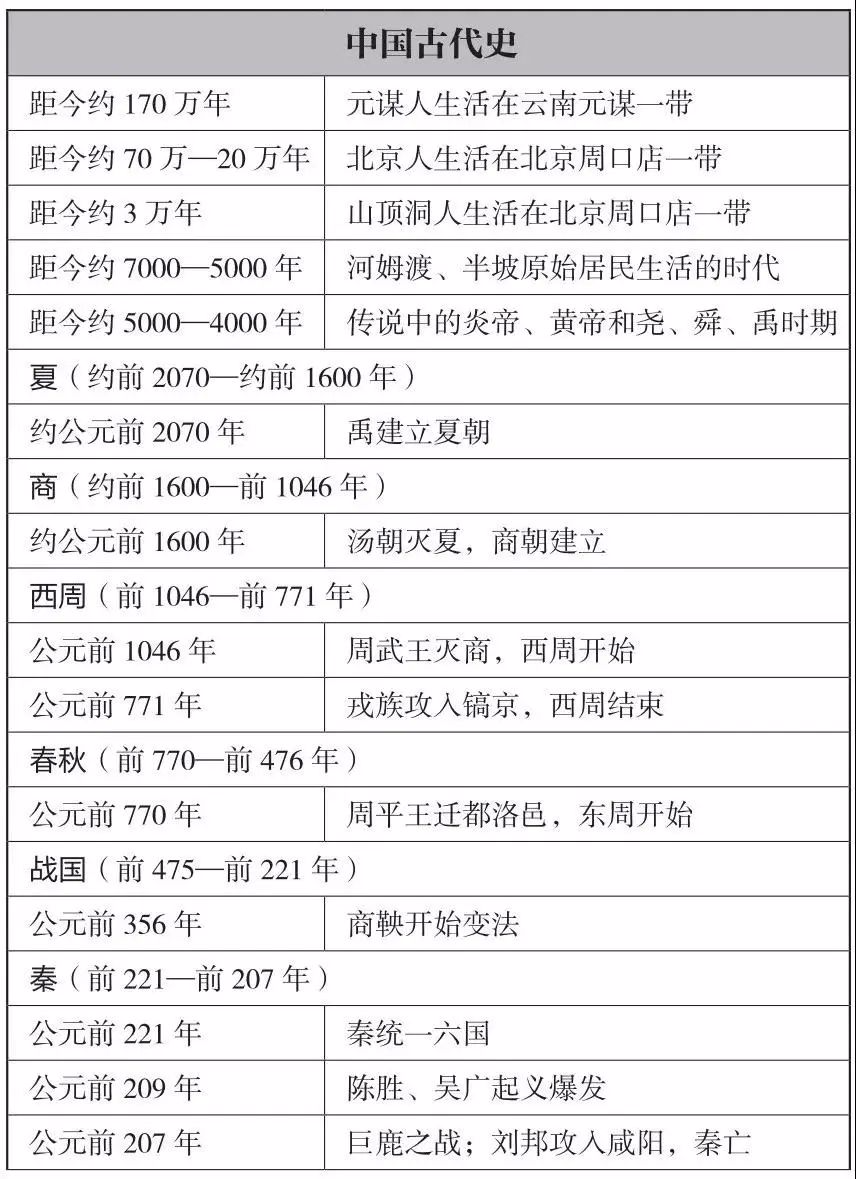 中国古代史
距今约 170 万年 元谋人生活在云南元谋一带
距今约 70 万—20 万年 北京人生活在北京周口店一带
距今约 3 万年 山顶洞人生活在北京周口店一带
距今约 7000—5000 年 河姆渡、半坡原始居民生活的时代
距今约 5000—4000 年 传说中的炎帝、黄帝和尧、舜、禹时期
夏（约前 2070—约前 1600 年）
约公元前 2070 年 禹建立夏朝
商（约前 1600—前 1046 年）
约公元前 1600 年 汤朝灭夏，商朝建立
西周（前 1046—前 771 年）
公元前 1046 年 周武王灭商，西周开始
公元前 771 年 戎族攻入镐京，西周结束
春秋（前 770—前 476 年）
公元前 770 年 周平王迁都洛邑，东周开始
战国（前 475—前 221 年）
公元前 356 年 商鞅开始变法
秦（前 221—前 207 年）
公元前 221 年 秦统一六国
公元前 209 年 陈胜、吴广起义爆发
公元前 207 年 巨鹿之战；刘邦攻入咸阳，秦亡